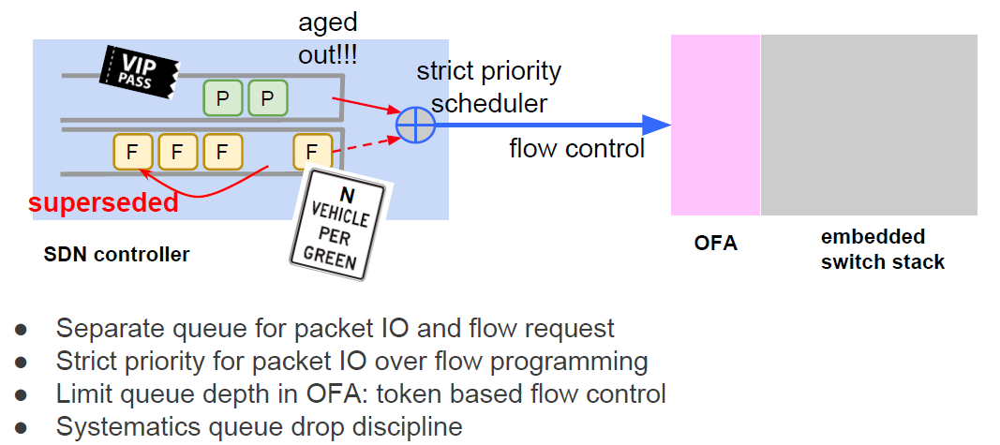 aged
out!!!
VIP
PASS
strict priority
scheduler
P P
F F F F
flow control
superseded
N
VEHICLE
PER
GREEN
SDN controller
OFA
embedded
switch stack
● Separate queue for packet IO and flow request
● Strict priority for packet IO over flow programming
● Limit queue depth in OFA: token based flow control
● Systematics queue drop discipline